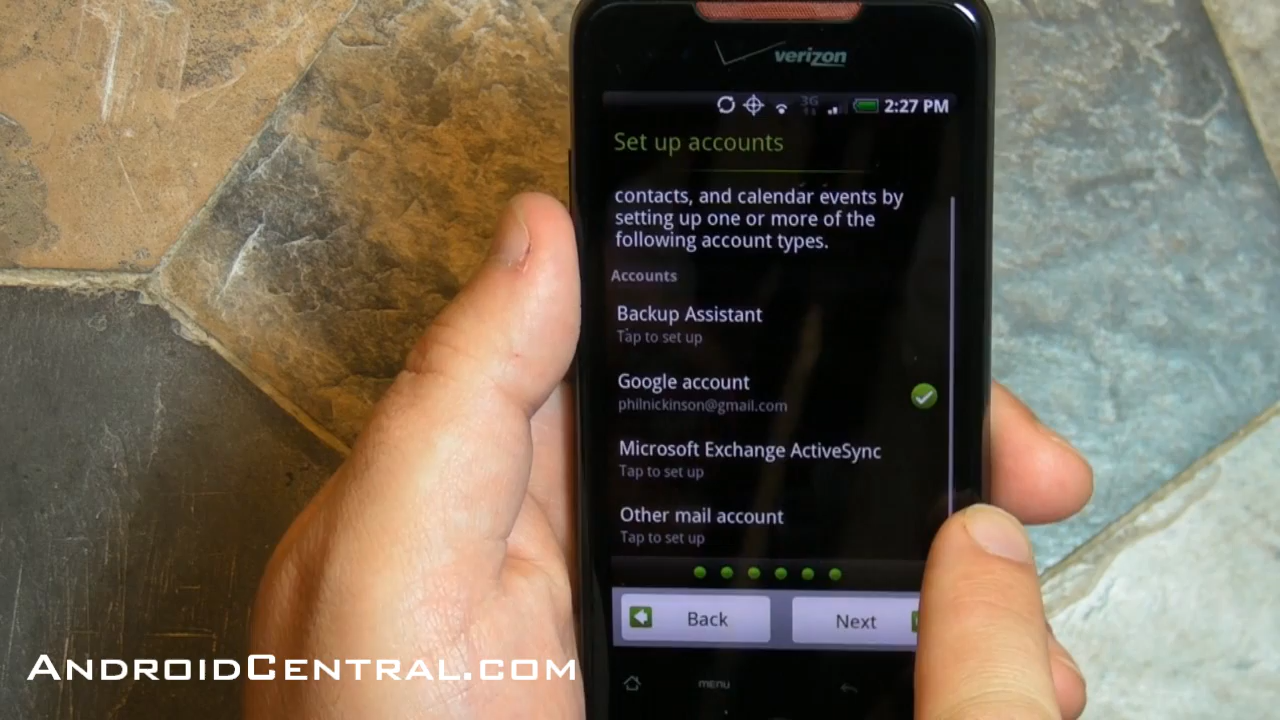 verizon
3G
2:27 PM
Set up accounts
contacts, and calendar events by
setting up one or more of the
following account types.
Accounts
Backup Assistant
Tap to set up
Google account
philnickinson@gmail.com
Microsoft Exchange ActiveSync
Tap to set up
Other mail account
Tap to set up
Back
Next
MENU
ANDROIDCENTRAL.COM